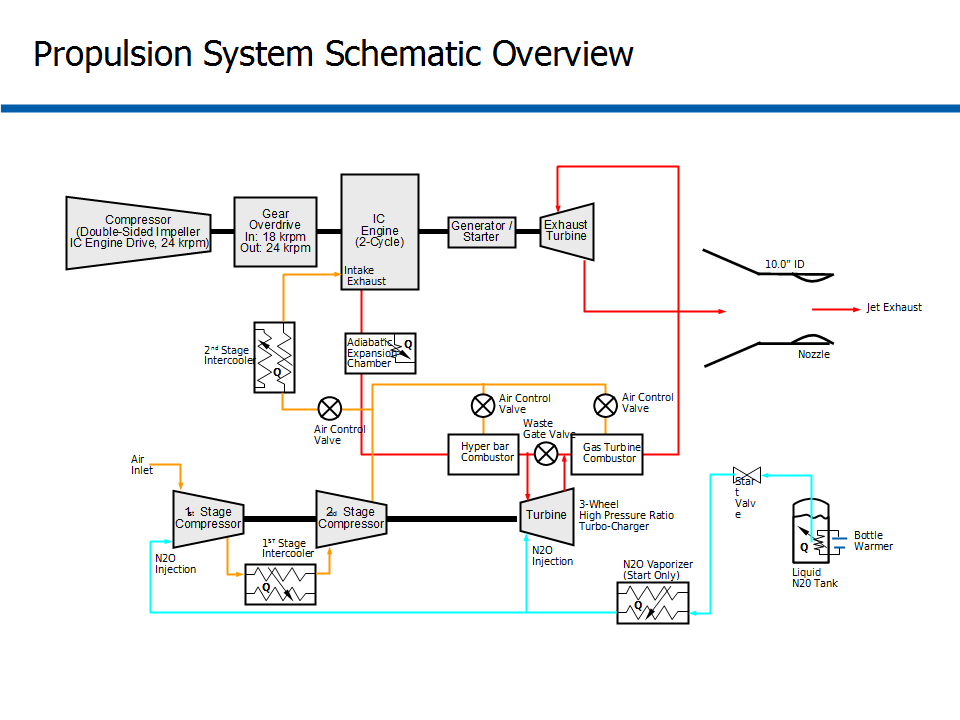 Propulsion System Schematic Overview
Compressor
(Double-Sided Impeller
IC Engine Drive, 24 krpm)
Gear
Overdrive
In: 18 krpm
Out: 24 krpm
IC
Engine
(2-Cycle)
Intake
Exhaust
Generator /
Starter
Exhaust
Turbine
10.0” ID
Jet Exhaust
Nozzle
2nd Stage
Intercooler
Q
Adiabatic
Expansion
Chamber
Q
Air Control
Valve
Air Control
Valve
Air Control
Valve
Waste
Gate Valve
Hyper bar
Combustor
Gas Turbine
Combustor
Air
Inlet
1st Stage
Compressor
2nd Stage
Compressor
Turbine
3-Wheel
High Pressure Ratio
Turbo-Charger
Star
t
Valv
e
Q
Bottle
Warmer
Liquid
N20 Tank
N2O
Injection
1ST Stage
Intercooler
Q
N2O
Injection
N2O Vaporizer
(Start Only)
Q